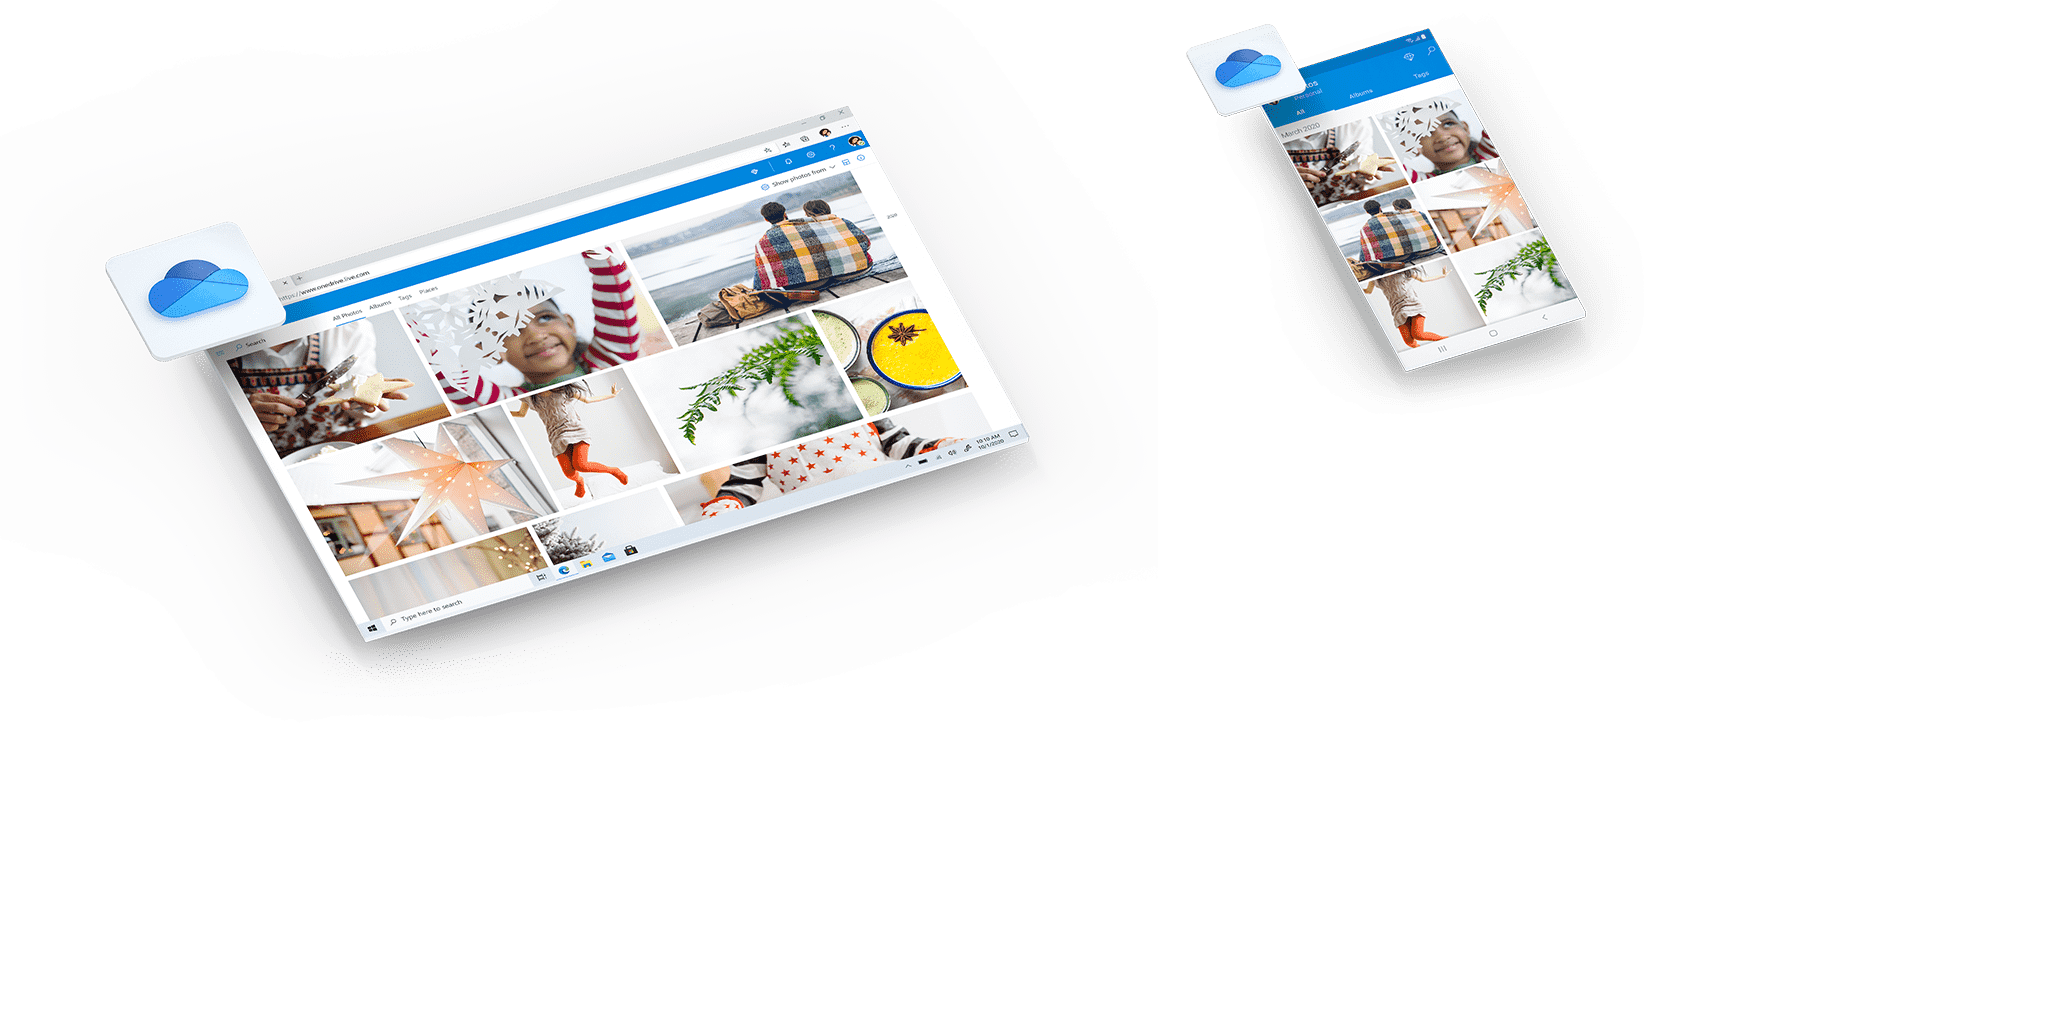 https://www.onedrive.live.com
Search
All Photos
Albums
Tags
Places
Show photos from
Type here to search
10:10 AM
10/1/2020
Personal
All
Albums
Tags
March 2020